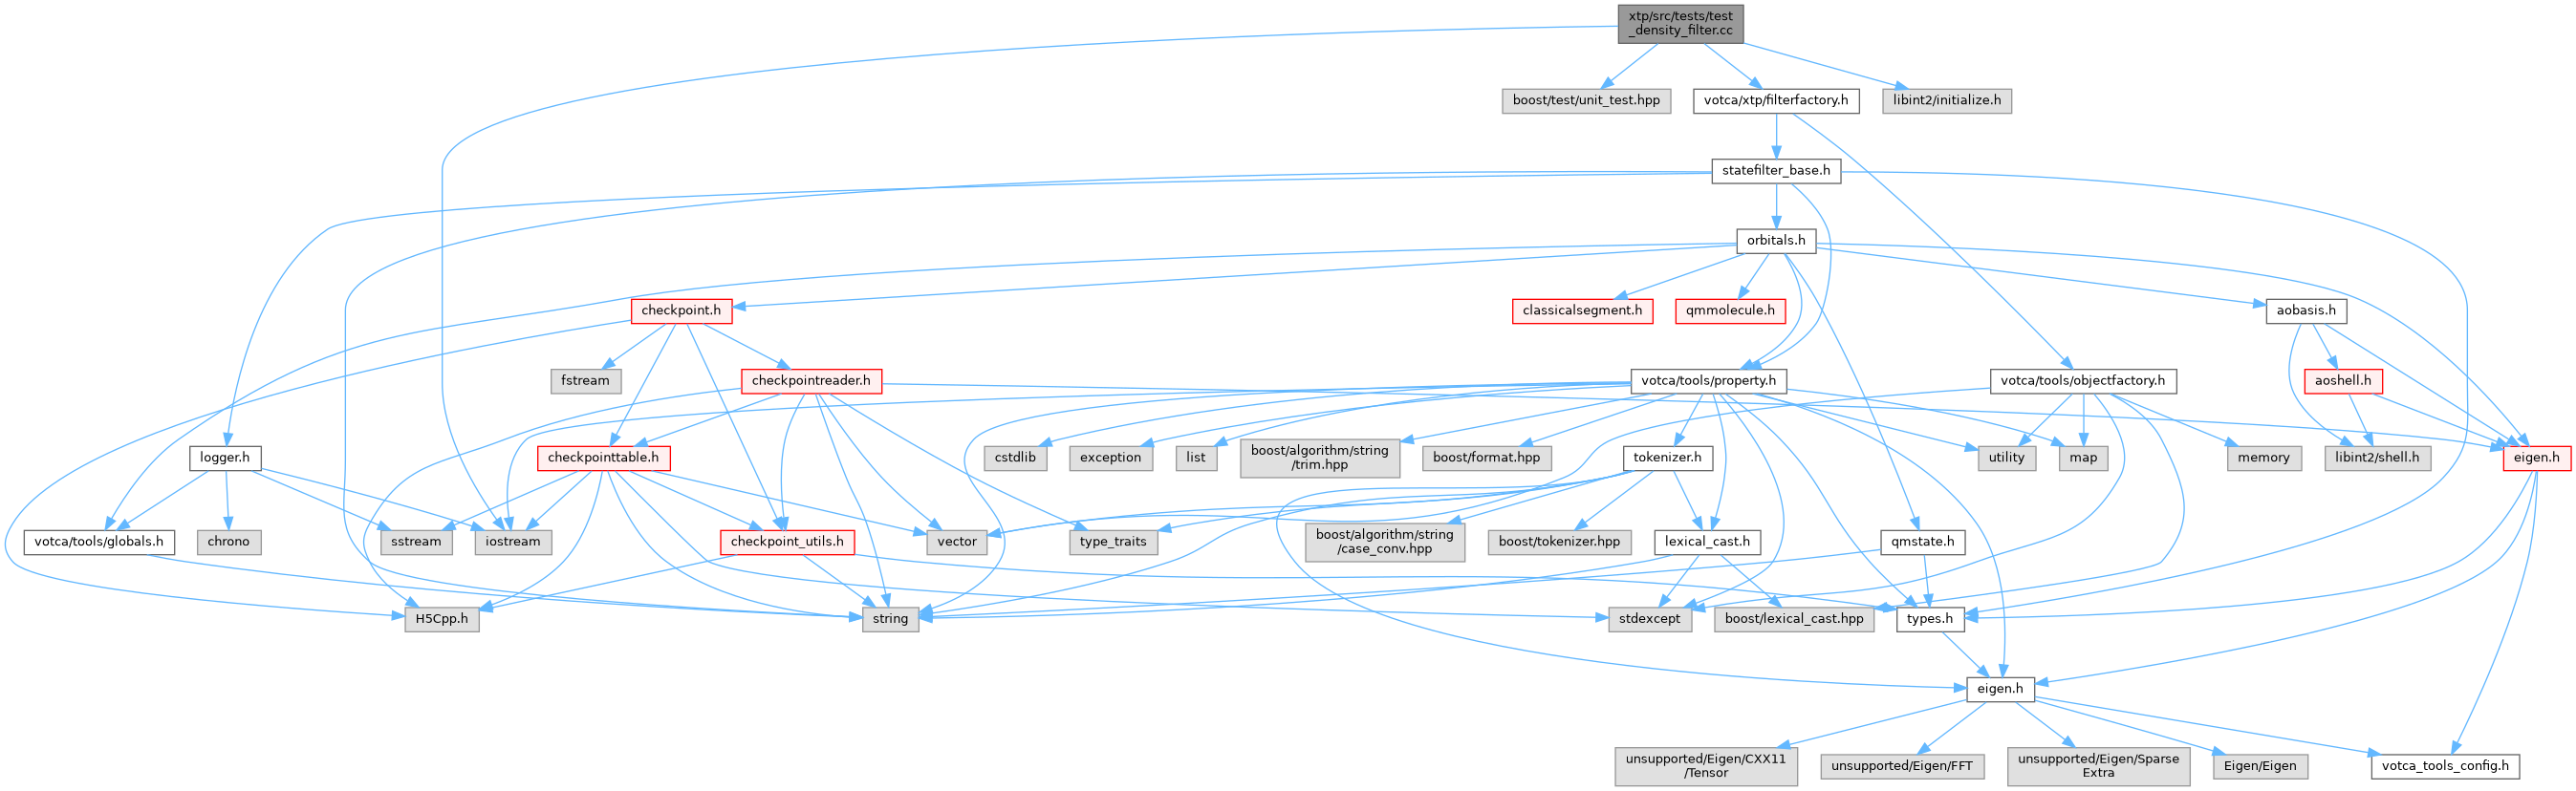 xtp/src/tests/test
_density_filter.cc
boost/test/unit_test.hpp
votca/xtp/filterfactory.h
libint2/initialize.h
statefilter_base.h
orbitals.h
checkpoint.h
classicalsegment.h
qmmolecule.h
aobasis.h
fstream
checkpointreader.h
votca/tools/property.h
votca/tools/objectfactory.h
aoshell.h
logger.h
checkpointtable.h
cstdlib
exception
list
boost/algorithm/string
/trim.hpp
boost/format.hpp
tokenizer.h
utility
map
memory
libint2/shell.h
eigen.h
votca/tools/globals.h
chrono
sstream
iostream
checkpoint_utils.h
vector
type_traits
boost/algorithm/string
/case_conv.hpp
boost/tokenizer.hpp
lexical_cast.h
qmstate.h
H5Cpp.h
string
stdexcept
boost/lexical_cast.hpp
types.h
eigen.h
unsupported/Eigen/CXX11
/Tensor
unsupported/Eigen/FFT
unsupported/Eigen/Sparse
Extra
Eigen/Eigen
votca_tools_config.h